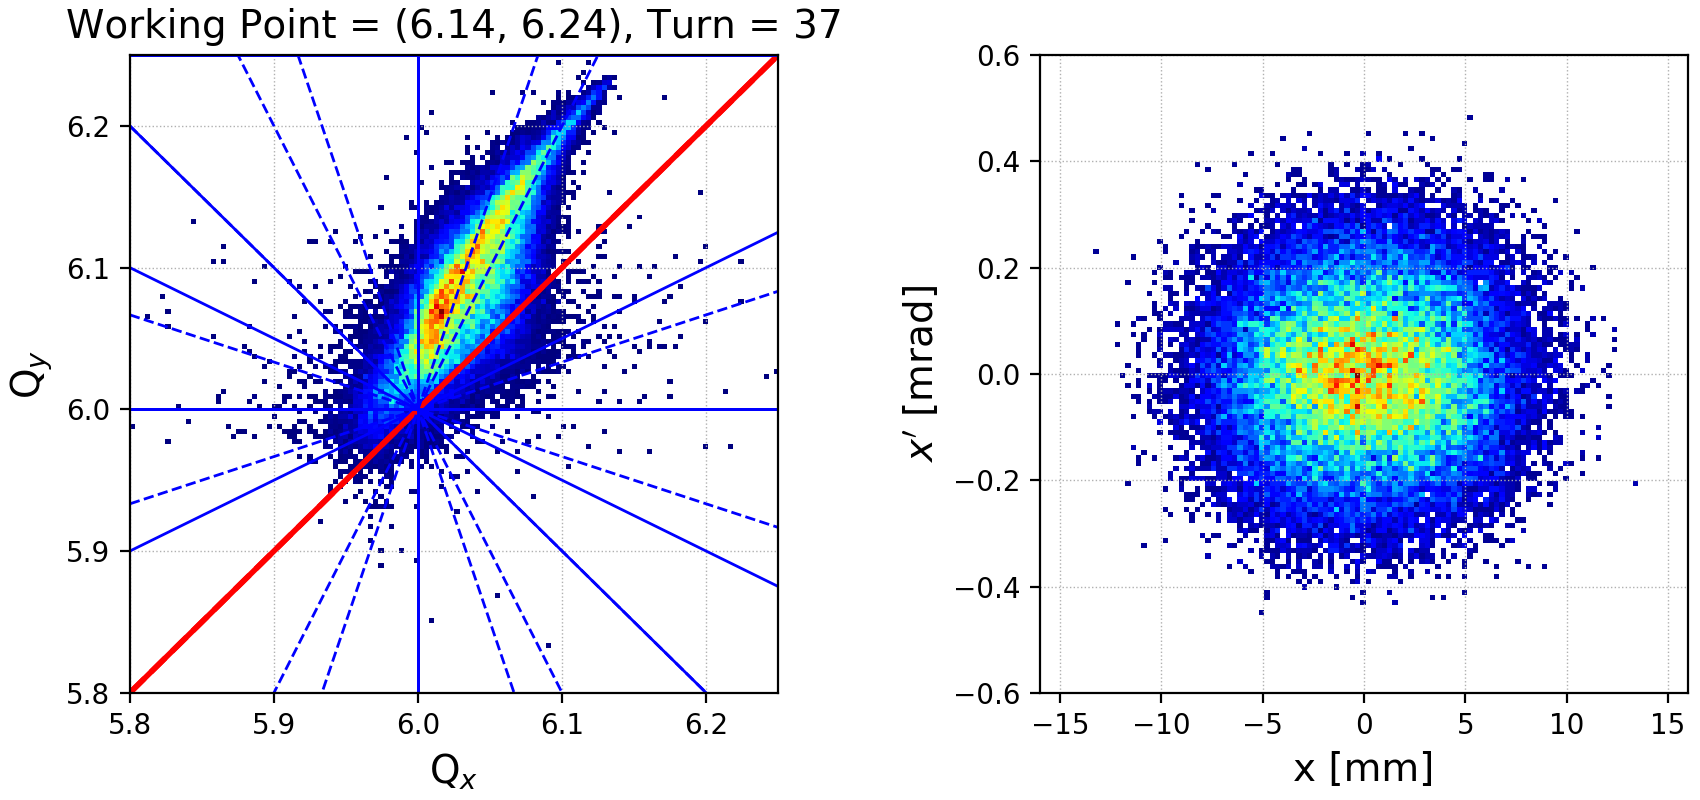 Working Point = (6.14, 6.24), Turn = 37
6.2
6.1
6.0
5.9
5.8
Qy
5.8 5.9 6.0 6.1 6.2
Qx
0.6
0.4
0.2
0.0
−0.2
−0.4
−0.6
x′ [mrad]
−15 −10 −5 0 5 10 15
x [mm]